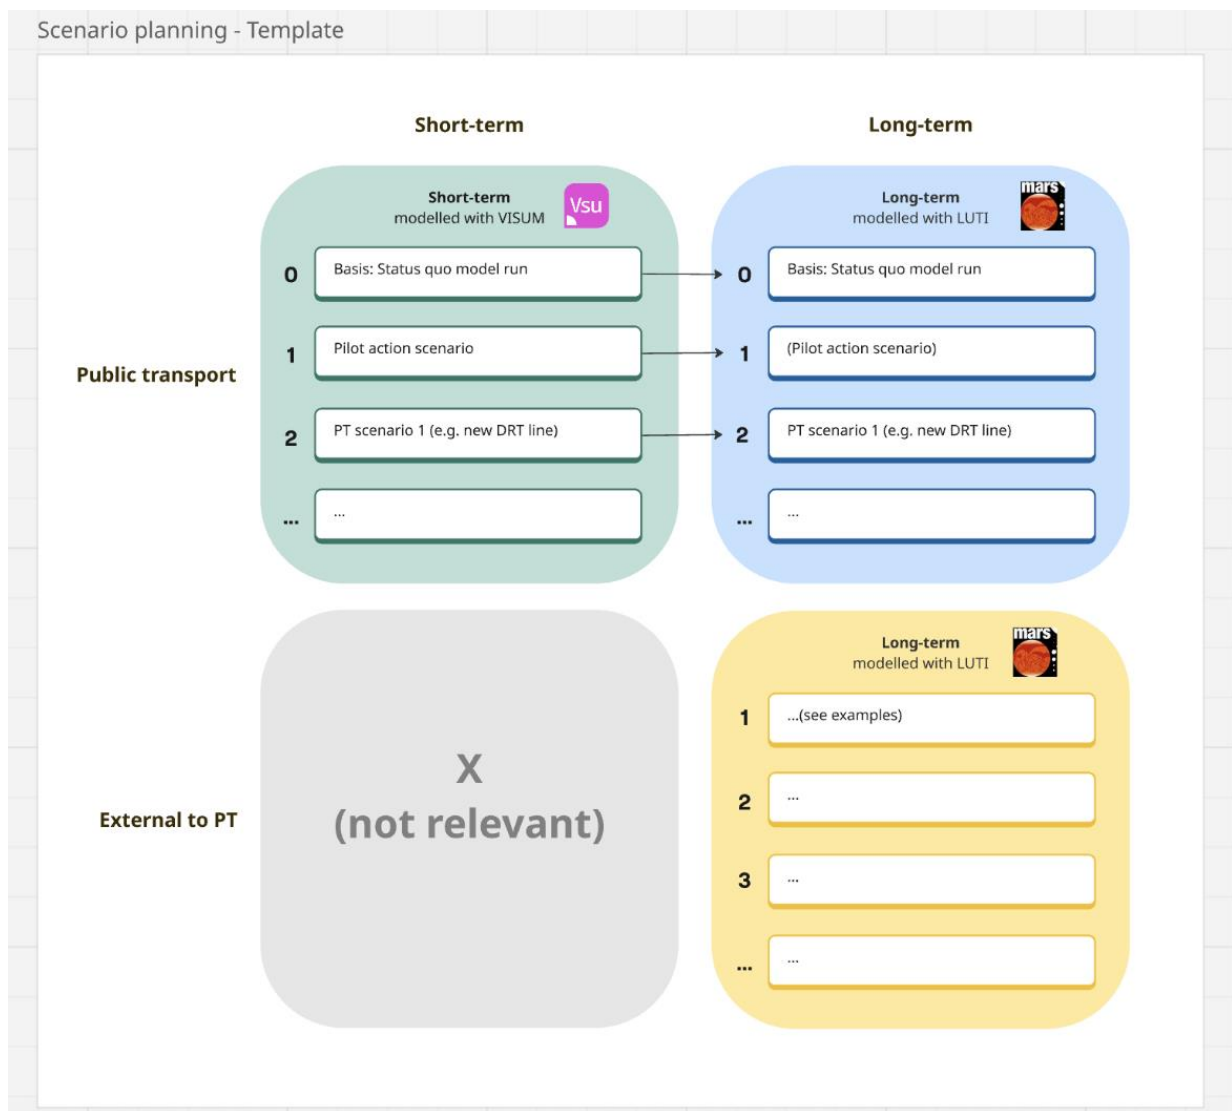 Scenario planning - Template
Short-term
Long-term
Public transport
Short-term
modelled with VISUM
Vsu
0
Basis: Status quo model run
1
Pilot action scenario
2
PT scenario 1 (e.g. new DRT line)
...
...
Long-term
modelled with LUTI
mars
0
Basis: Status quo model run
1
(Pilot action scenario)
2
PT scenario 1 (e.g. new DRT line)
...
...
External to PT
X
(not relevant)
Long-term
modelled with LUTI
mars
1
...(see examples)
2
...
3
...
...
...